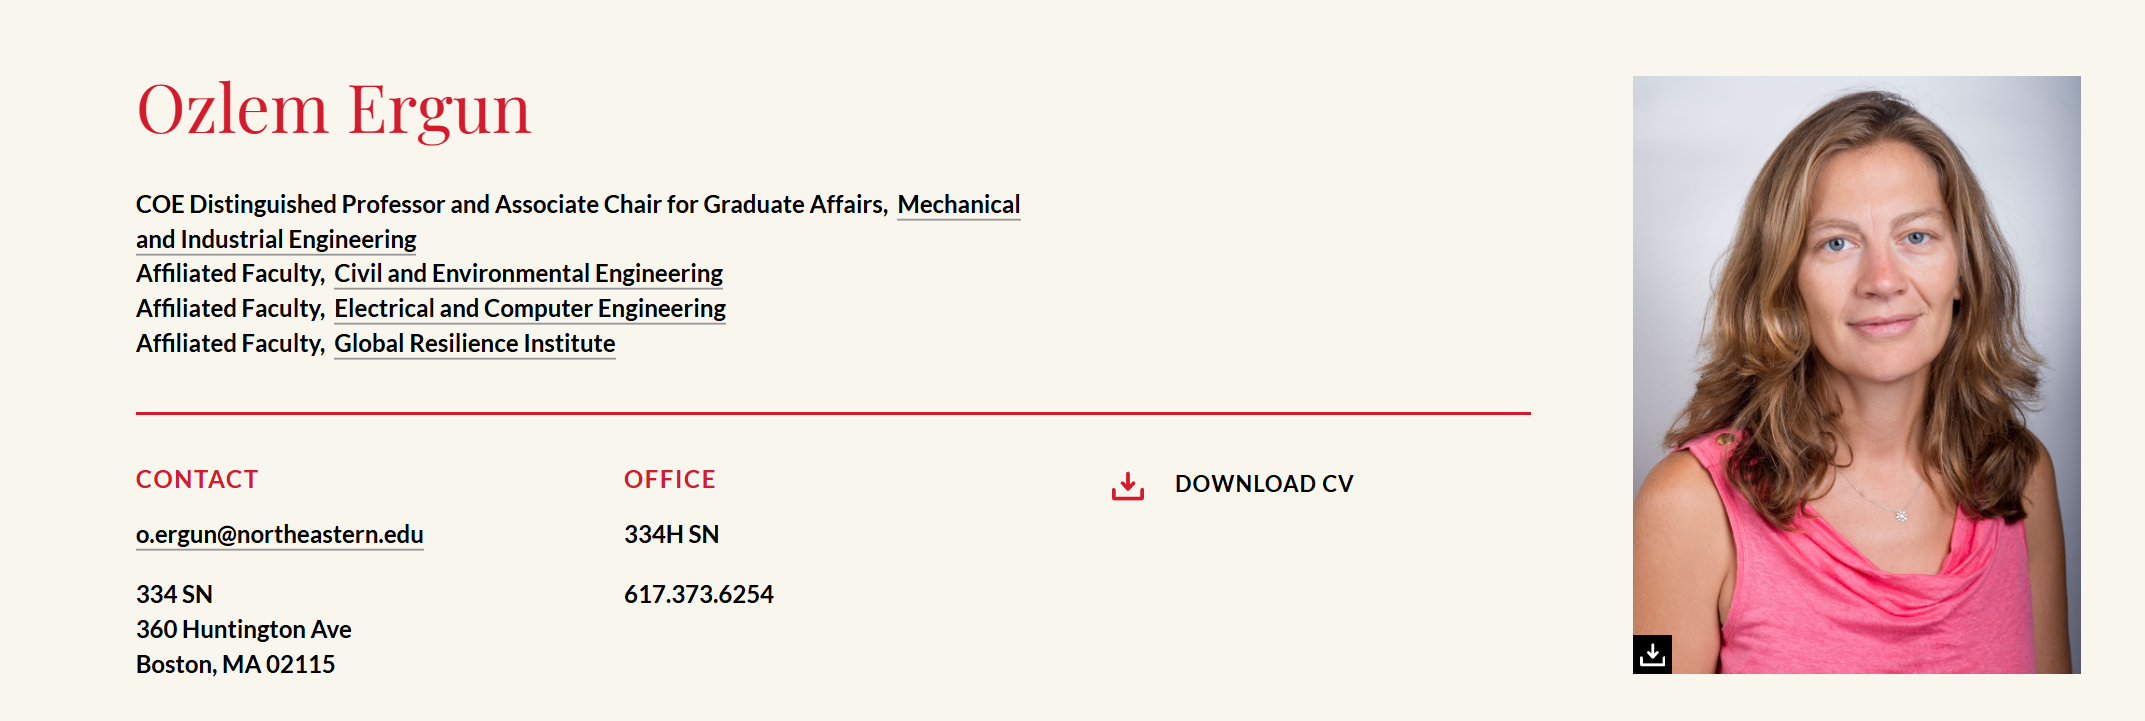 Ozlem Ergun
COE Distinguished Professor and Associate Chair for Graduate Affairs, Mechanical
and Industrial Engineering
Affiliated Faculty, Civil and Environmental Engineering
Affiliated Faculty, Electrical and Computer Engineering
Affiliated Faculty, Global Resilience Institute
CONTACT
o.ergun@northeastern.edu
334 SN
360 Huntington Ave
Boston, MA 02115
OFFICE
334H SN
617.373.6254
DOWNLOAD CV